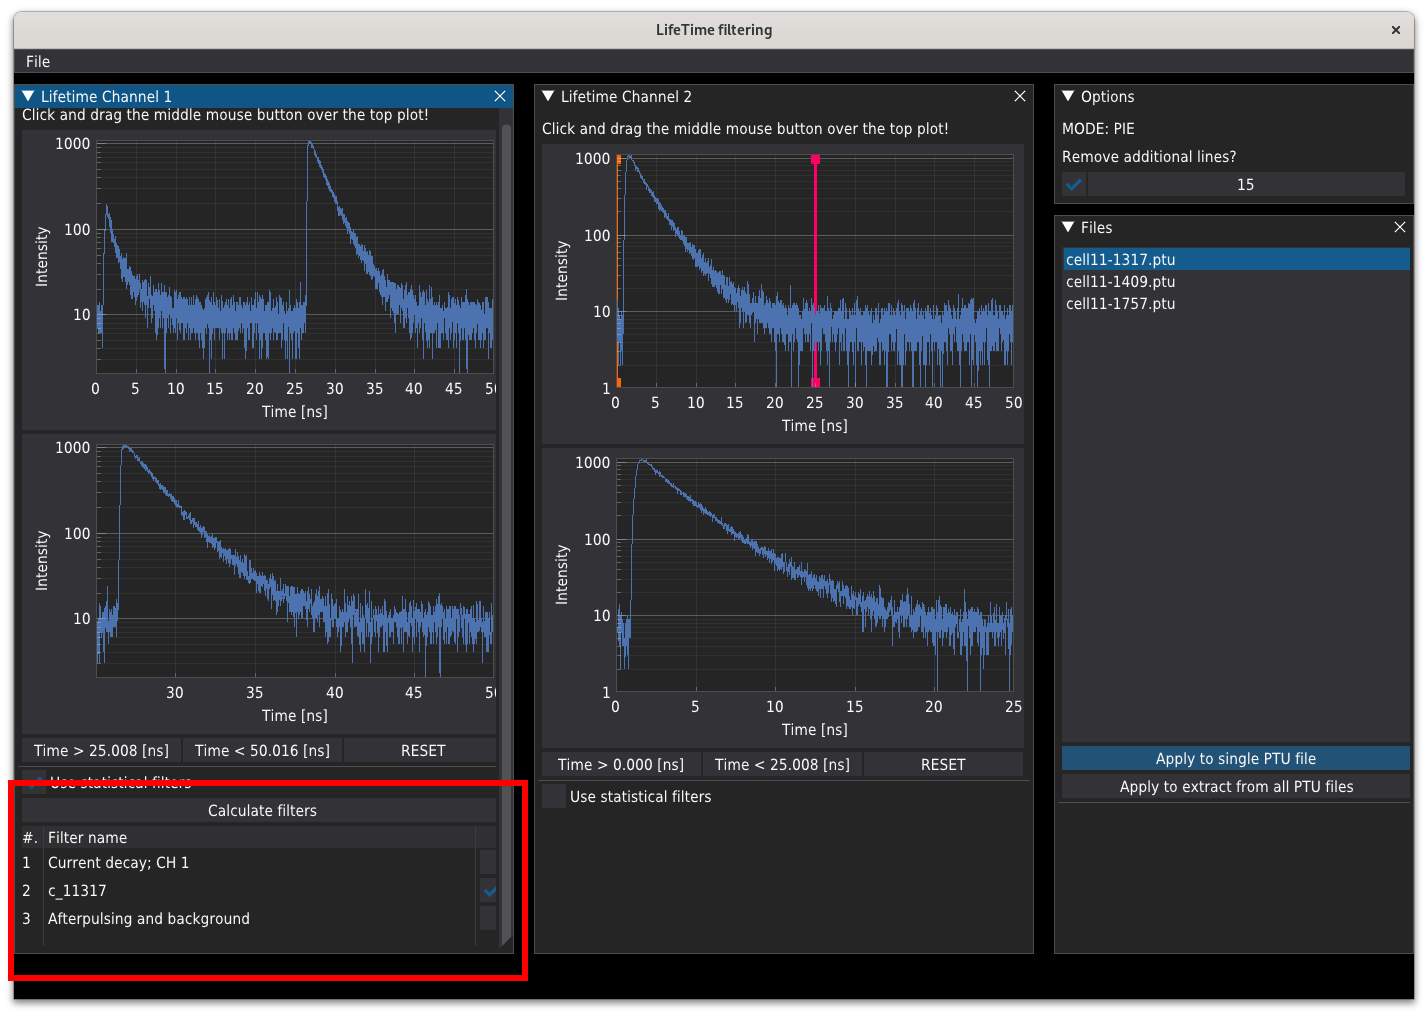 LifeTime filtering
File
Lifetime Channel 1
Click and drag the middle mouse button over the top plot!
1000
100
10
Intensity
0 5 10 15 20 25 30 35 40 45 50
Time [ns]
1000
100
10
Intensity
30 35 40 45 50
Time [ns]
Time > 25.008 [ns] Time < 50.016 [ns] RESET
Use statistical filters
Calculate filters
#. Filter name
1 Current decay; CH 1
2 c_11317
3 Afterpulsing and background
Lifetime Channel 2
Click and drag the middle mouse button over the top plot!
1000
100
10
1
Intensity
0 5 10 15 20 25 30 35 40 45 50
Time [ns]
1000
100
10
1
Intensity
0 5 10 15 20 25
Time [ns]
Time > 0.000 [ns] Time < 25.008 [ns] RESET
Use statistical filters
Options
MODE: PIE
Remove additional lines?
15
Files
cell11-1317.ptu
cell11-1409.ptu
cell11-1757.ptu
Apply to single PTU file
Apply to extract from all PTU files